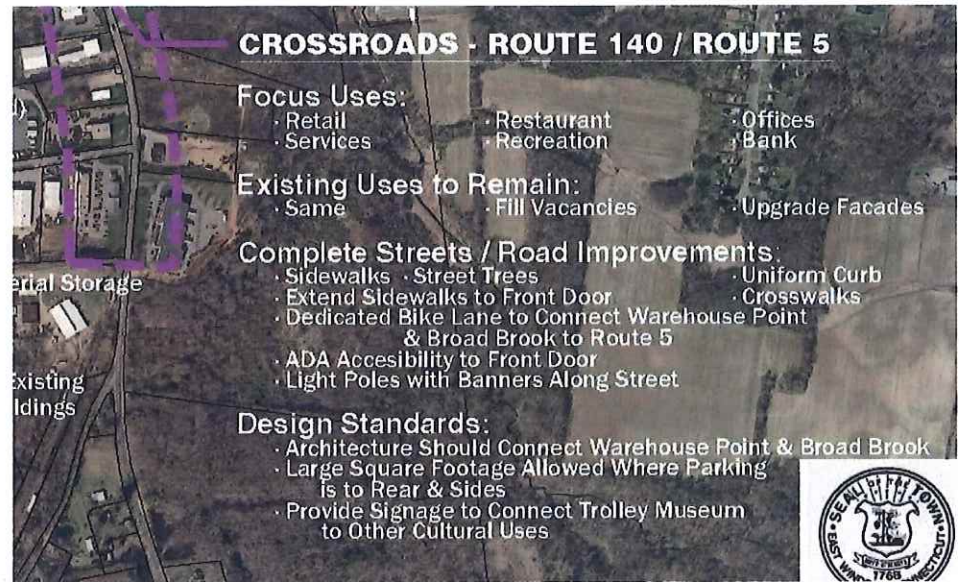 CROSSROADS - ROUTE 140 / ROUTE 5
Focus Uses:
· Retail · Restaurant · Offices
· Services · Recreation · Bank
Existing Uses to Remain:
· Same · Fill Vacancies · Upgrade Facades
Complete Streets / Road Improvements:
· Sidewalks · Street Trees · Uniform Curb
· Extend Sidewalks to Front Door · Crosswalks
· Dedicated Bike Lane to Connect Warehouse Point
& Broad Brook to Route 5
· ADA Accesibility to Front Door
· Light Poles with Banners Along Street
Design Standards:
· Architecture Should Connect Warehouse Point & Broad Brook
· Large Square Footage Allowed Where Parking
is to Rear & Sides
· Provide Signage to Connect Trolley Museum
to Other Cultural Uses
erial Storage
Existing
ldings
SEAL OF THE TOWN
EAST WIND NNECTICUT
1768